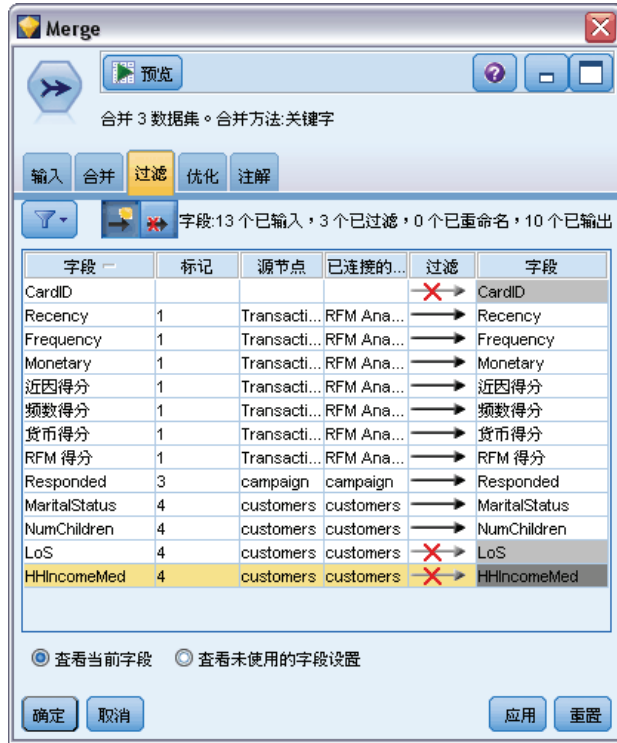 Merge
预览
合并 3 数据集。合并方法:关键字
输入 合并 过滤 优化 注解
字段:13 个已输入，3 个已过滤，0 个已重命名，10 个已输出
字段 标记 源节点 已连接的... 过滤 字段
CardID CardID
Recency 1 Transacti... RFM Ana... Recency
Frequency 1 Transacti... RFM Ana... Frequency
Monetary 1 Transacti... RFM Ana... Monetary
近因得分 1 Transacti... RFM Ana... 近因得分
频数得分 1 Transacti... RFM Ana... 频数得分
货币得分 1 Transacti... RFM Ana... 货币得分
RFM 得分 1 Transacti... RFM Ana... RFM 得分
Responded 3 campaign campaign Responded
MaritalStatus 4 customers customers MaritalStatus
NumChildren 4 customers customers NumChildren
LoS 4 customers customers LoS
HHIncomeMed 4 customers customers HHIncomeMed
查看当前字段 查看未使用的字段设置
确定 取消 应用 重置